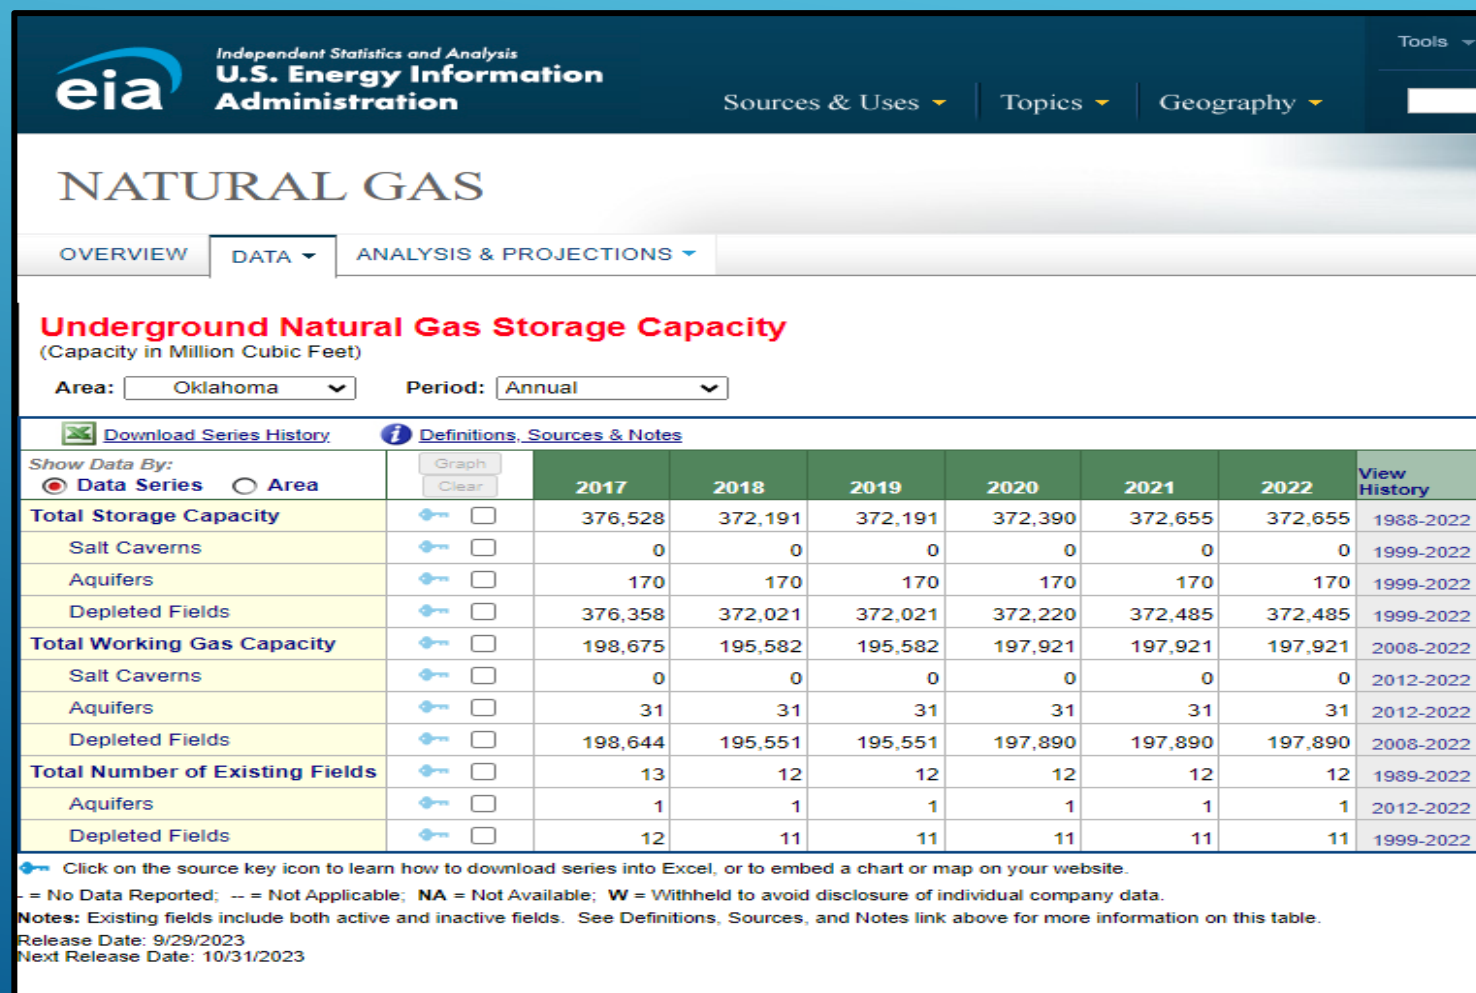 Tools
eia
Independent Statistics and Analysis
U.S. Energy Information
Administration
Sources & Uses
Topics
Geography
NATURAL GAS
OVERVIEW
DATA
ANALYSIS & PROJECTIONS
Underground Natural Gas Storage Capacity
(Capacity in Million Cubic Feet)
Area: Oklahoma Period: Annual
Download Series History Definitions, Sources & Notes
Show Data By:
Data Series Area
Graph
Clear
2017 2018 2019 2020 2021 2022 View History
Total Storage Capacity 376,528 372,191 372,191 372,390 372,655 372,655 1988-2022
Salt Caverns 0 0 0 0 0 0 1999-2022
Aquifers 170 170 170 170 170 170 1999-2022
Depleted Fields 376,358 372,021 372,021 372,220 372,485 372,485 1999-2022
Total Working Gas Capacity 198,675 195,582 195,582 197,921 197,921 197,921 2008-2022
Salt Caverns 0 0 0 0 0 0 2012-2022
Aquifers 31 31 31 31 31 31 2012-2022
Depleted Fields 198,644 195,551 195,551 197,890 197,890 197,890 2008-2022
Total Number of Existing Fields 13 12 12 12 12 12 1989-2022
Aquifers 1 1 1 1 1 1 2012-2022
Depleted Fields 12 11 11 11 11 11 1999-2022
Click on the source key icon to learn how to download series into Excel, or to embed a chart or map on your website.
- = No Data Reported; -- = Not Applicable; NA = Not Available; W = Withheld to avoid disclosure of individual company data.
Notes: Existing fields include both active and inactive fields. See Definitions, Sources, and Notes link above for more information on this table.
Release Date: 9/29/2023
Next Release Date: 10/31/2023